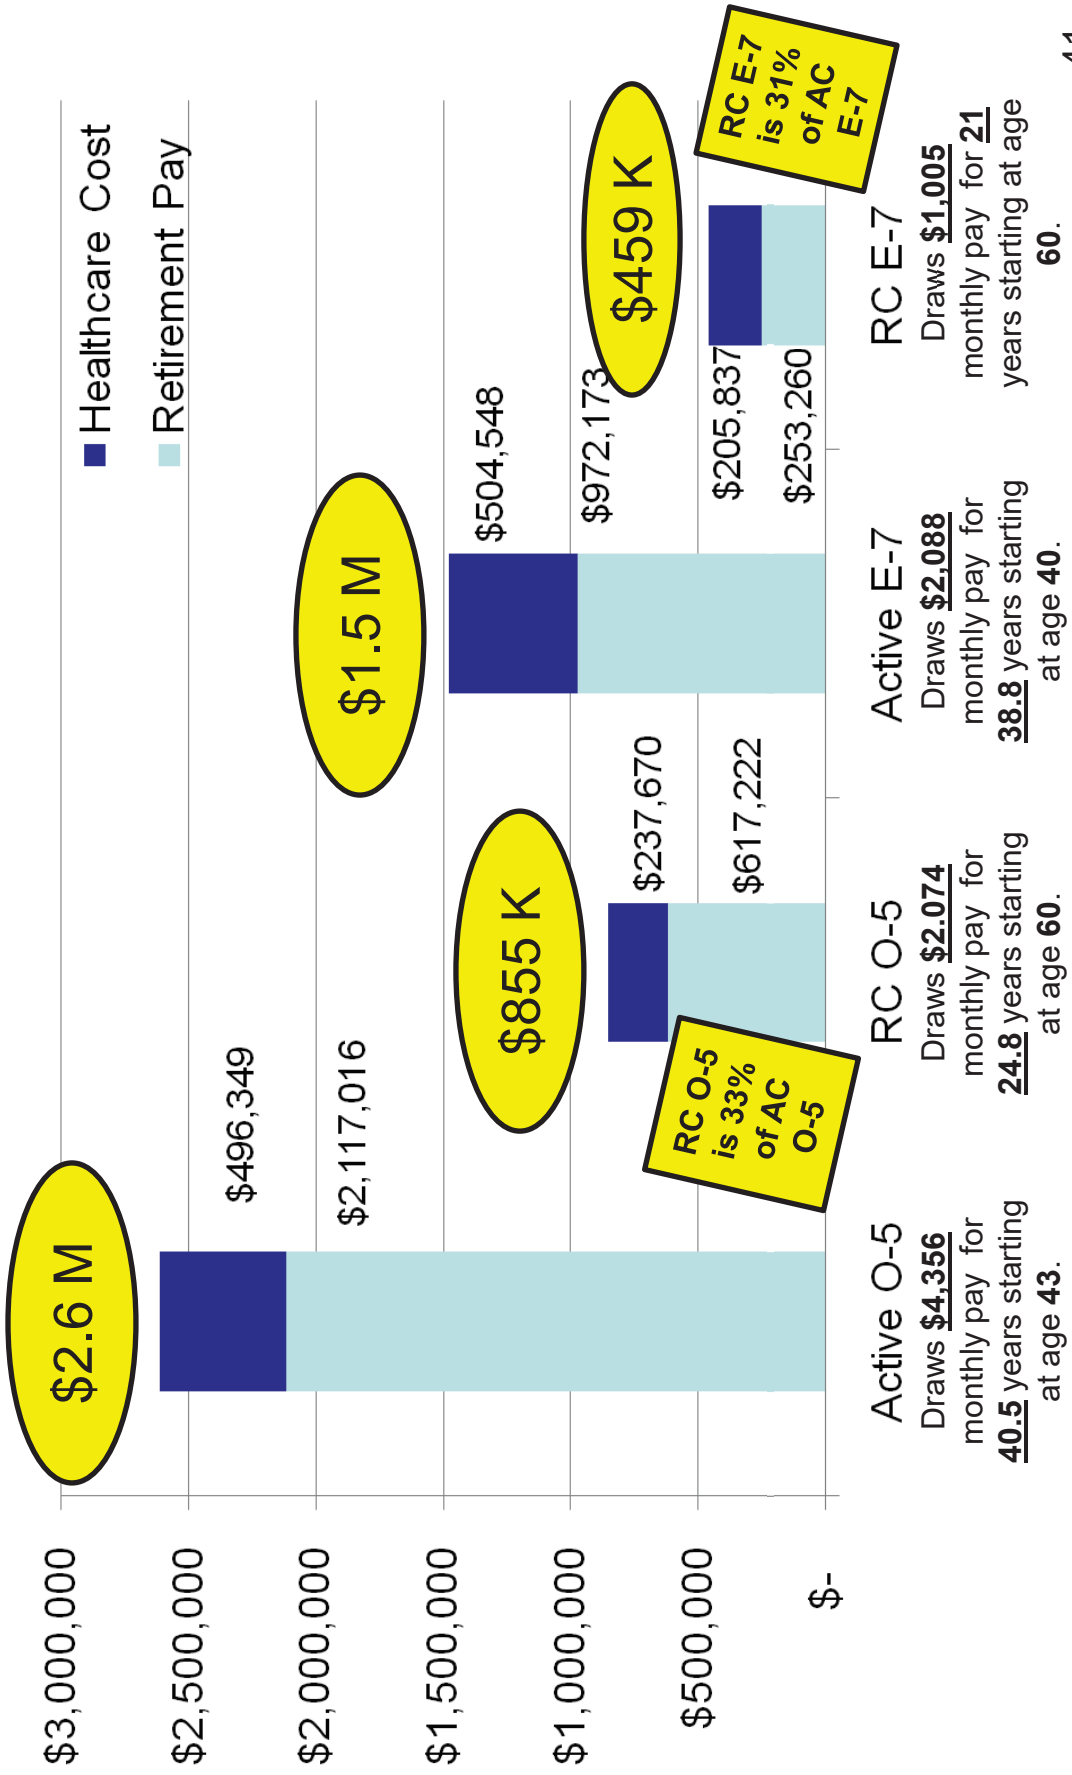 $3,000,000
$2,500,000
$2,000,000
$1,500,000
$1,000,000
$500,000
$-
Healthcare Cost
Retirement Pay
$2.6 M
$496,349
$2,117,016
$855 K
$237,670
$617,222
RC O-5
is 33%
of AC
O-5
$1.5 M
$504,548
$972,173
$459 K
$205,837
$253,260
RC E-7
is 31%
of AC
E-7
Active O-5
Draws $4,356
monthly pay for
40.5 years starting
at age 43.
RC O-5
Draws $2.074
monthly pay for
24.8 years starting
at age 60.
Active E-7
Draws $2,088
monthly pay for
38.8 years starting
at age 40.
RC E-7
Draws $1,005
monthly pay for 21
years starting at age
60.